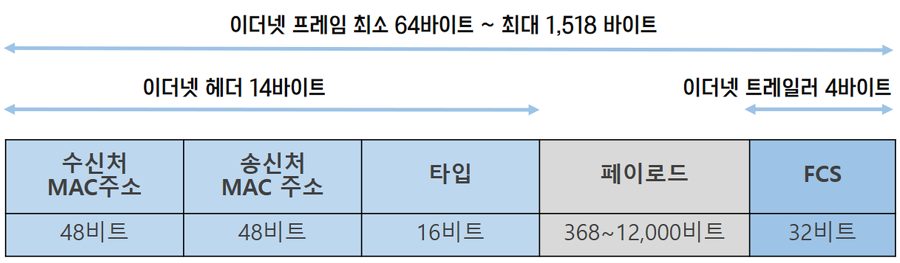 이더넷 프레임 최소 64바이트 ~ 최대 1,518 바이트
이더넷 헤더 14바이트
이더넷 트레일러 4바이트
수신처
MAC주소
송신처
MAC 주소
타입
페이로드
FCS
48비트
48비트
16비트
368~12,000비트
32비트